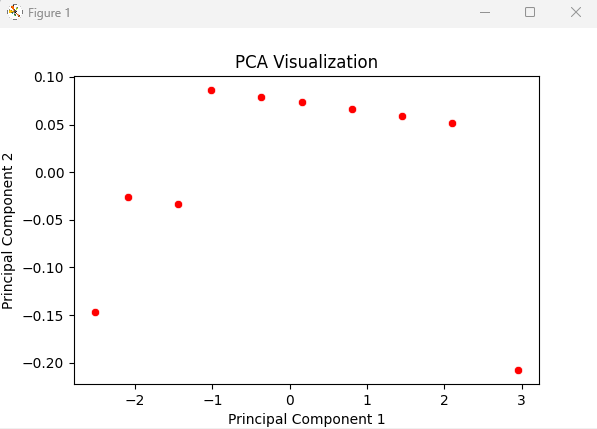 Figure 1
PCA Visualization
Principal Component 2
0.10
0.05
0.00
−0.05
−0.10
−0.15
−0.20
−2 −1 0 1 2 3
Principal Component 1